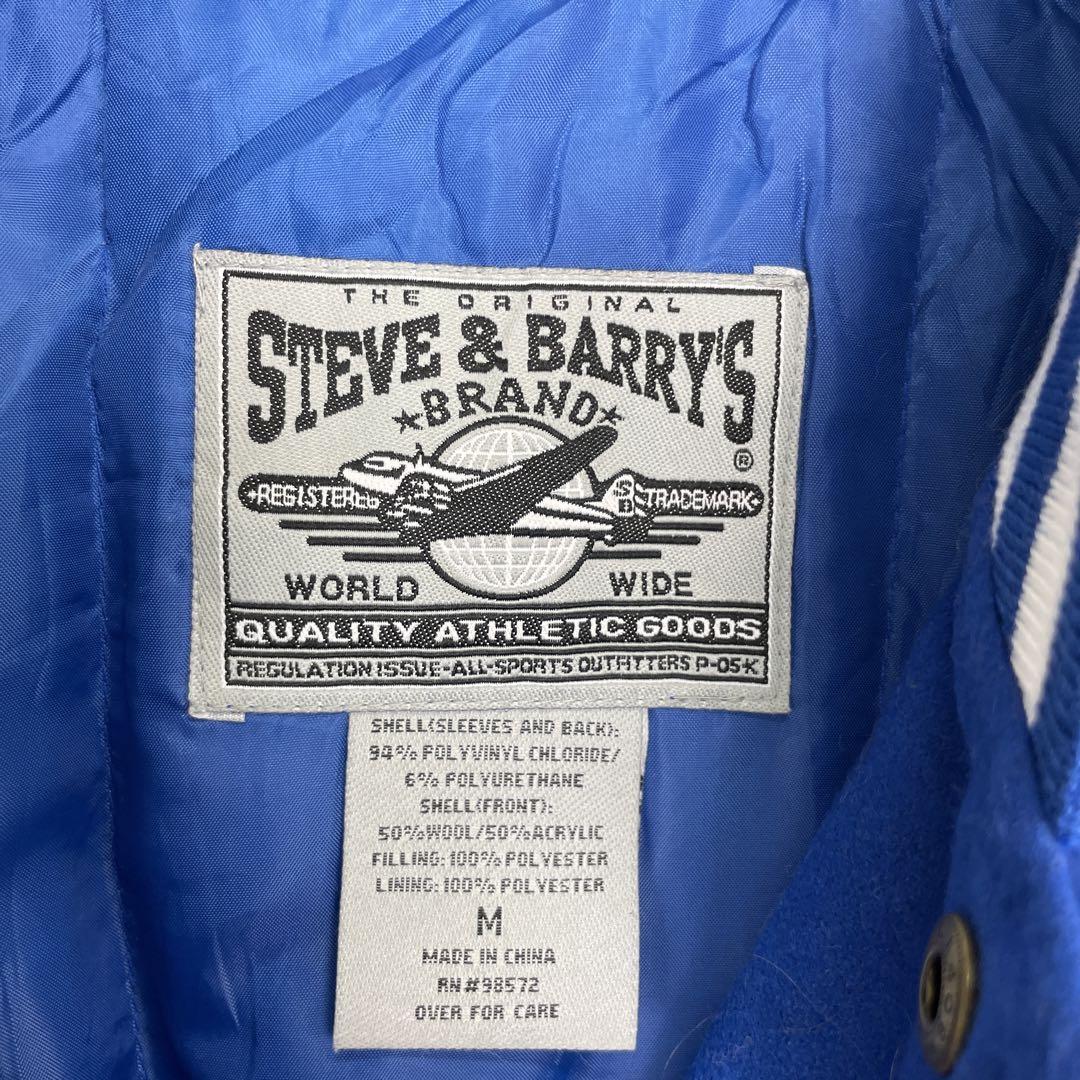 THE ORIGINAL
STEVE & BARRY'S
★BRAND★
®
REGISTERED TRADEMARK
SB
WORLD WIDE
QUALITY ATHLETIC GOODS
REGULATION ISSUE-ALL-SPORTS OUTFITTERS P-05-K
SHELL(SLEEVES AND BACK):
94% POLYVINYL CHLORIDE/
6% POLYURETHANE
SHELL(FRONT):
50%WOOL/50%ACRYLIC
FILLING:100% POLYESTER
LINING:100% POLYESTER
M
MADE IN CHINA
RN#98572
OVER FOR CARE